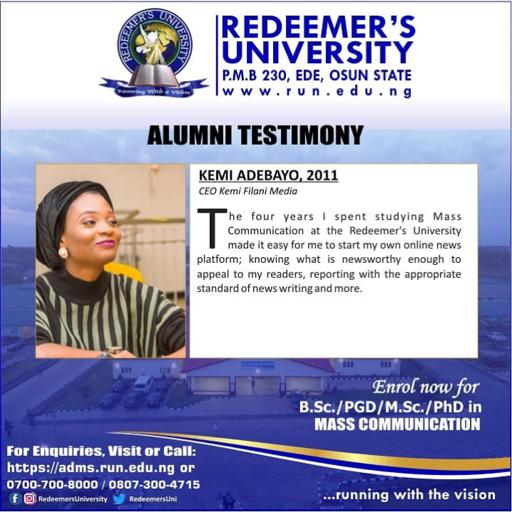 REDEEMER'S UNIVERSITY
Running With a Vision
REDEEMER'S
UNIVERSITY
P.M.B 230, EDE, OSUN STATE
www.run.edu.ng
ALUMNI TESTIMONY
KEMI ADEBAYO, 2011
CEO Kemi Filani Media
The four years I spent studying Mass
Communication at the Redeemer's University
made it easy for me to start my own online news
platform; knowing what is newsworthy enough to
appeal to my readers, reporting with the appropriate
standard of news writing and more.
Enrol now for
B.Sc./PGD/M.Sc./PhD in
MASS COMMUNICATION
For Enquiries, Visit or Call:
https://adms.run.edu.ng or
0700-700-8000 / 0807-300-4715
RedeemersUniversity RedeemersUni
...running with the vision